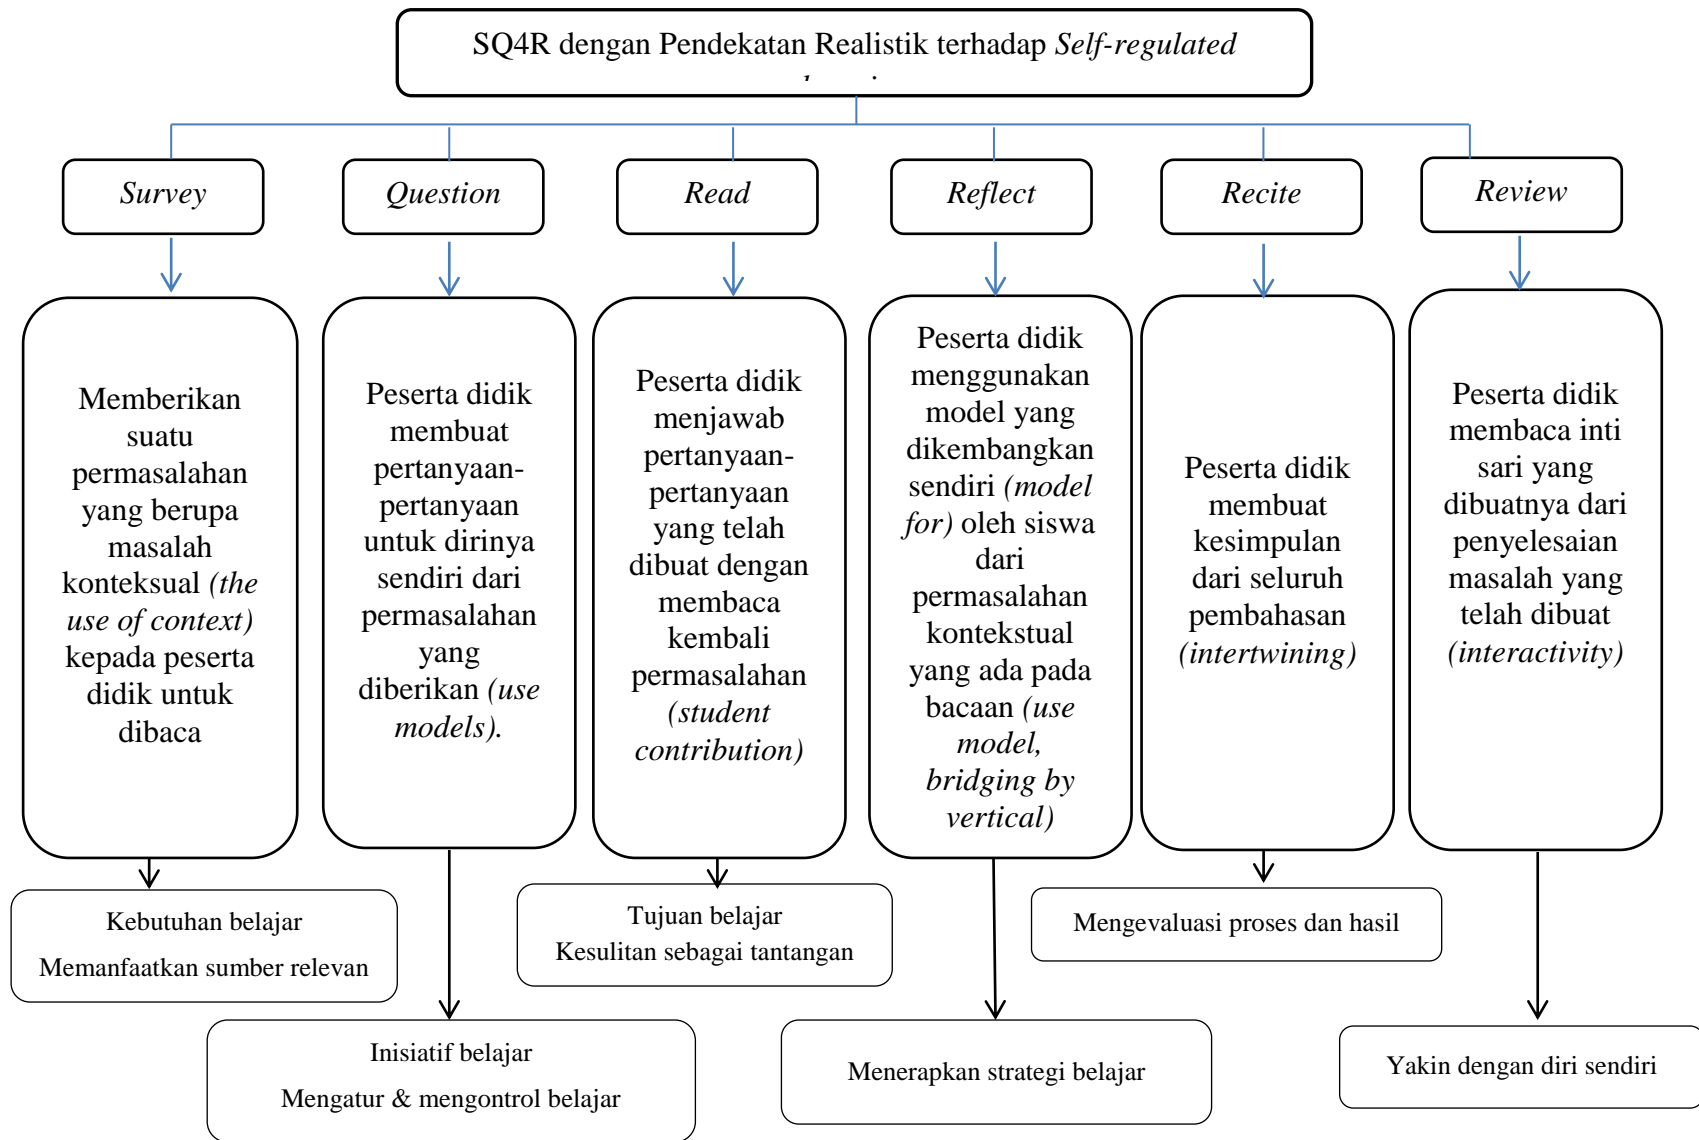 SQ4R dengan Pendekatan Realistik terhadap Self-regulated
Survey
Question
Read
Reflect
Recite
Review
Memberikan
suatu
permasalahan
yang berupa
masalah
konteksual (the
use of context)
kepada peserta
didik untuk
dibaca
Peserta didik
membuat
pertanyaan-
pertanyaan
untuk dirinya
sendiri dari
permasalahan
yang
diberikan (use
models).
Peserta didik
menjawab
pertanyaan-
pertanyaan
yang telah
dibuat dengan
membaca
kembali
permasalahan
(student
contribution)
Peserta didik
menggunakan
model yang
dikembangkan
sendiri (model
for) oleh siswa
dari
permasalahan
kontekstual
yang ada pada
bacaan (use
model,
bridging by
vertical)
Peserta didik
membuat
kesimpulan
dari seluruh
pembahasan
(intertwining)
Peserta didik
membaca inti
sari yang
dibuatnya dari
penyelesaian
masalah yang
telah dibuat
(interactivity)
Kebutuhan belajar
Memanfaatkan sumber relevan
Inisiatif belajar
Mengatur & mengontrol belajar
Tujuan belajar
Kesulitan sebagai tantangan
Menerapkan strategi belajar
Mengevaluasi proses dan hasil
Yakin dengan diri sendiri